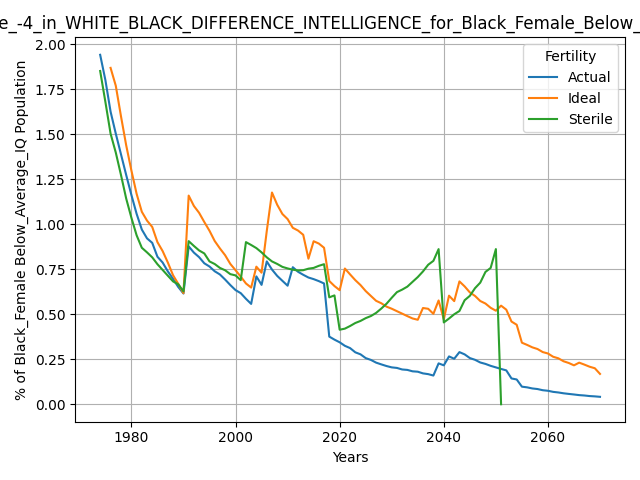 e_-4_in_WHITE_BLACK_DIFFERENCE_INTELLIGENCE_for_Black_Female_Below_
% of Black_Female Below_Average_IQ Population
2.00
1.75
1.50
1.25
1.00
0.75
0.50
0.25
0.00
Fertility
Actual
Ideal
Sterile
1980
2000
2020
2040
2060
Years